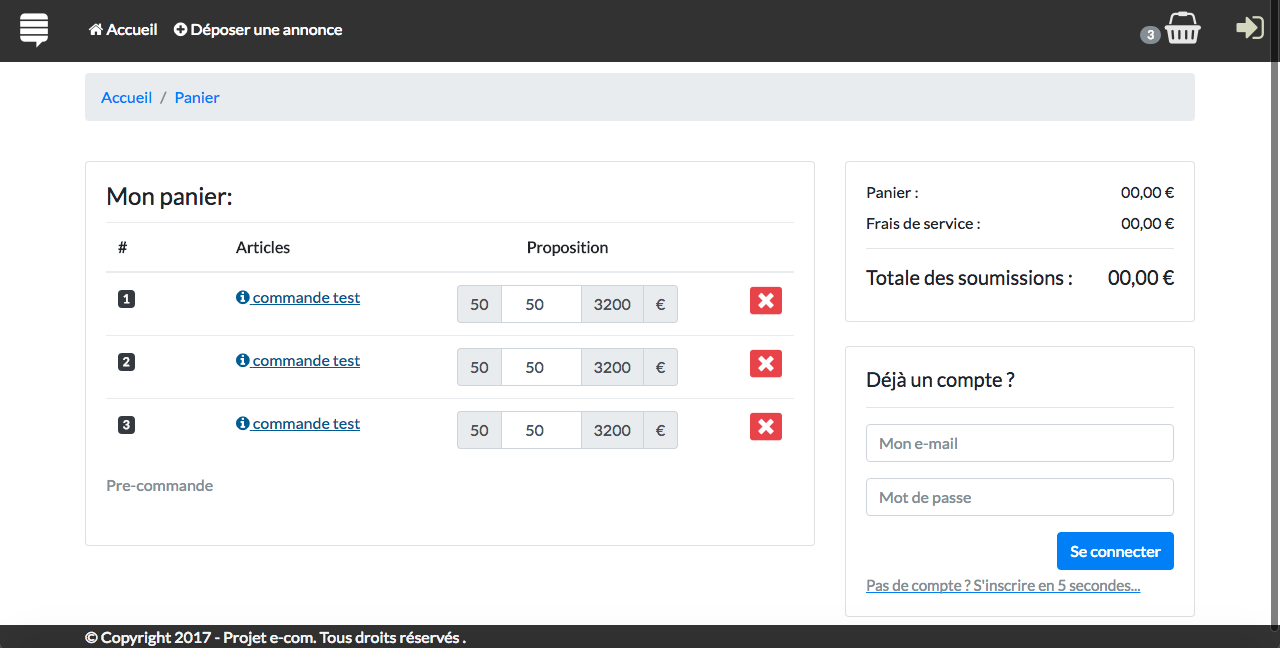 Accueil Déposer une annonce 3
Accueil / Panier
Mon panier:
# Articles Proposition
1 commande test 50 50 3200 €
2 commande test 50 50 3200 €
3 commande test 50 50 3200 €
Pre-commande
Panier : 00,00 €
Frais de service : 00,00 €
Totale des soumissions : 00,00 €
Déjà un compte ?
Mon e-mail
Mot de passe
Se connecter
Pas de compte ? S'inscrire en 5 secondes...
© Copyright 2017 - Projet e-com. Tous droits réservés .